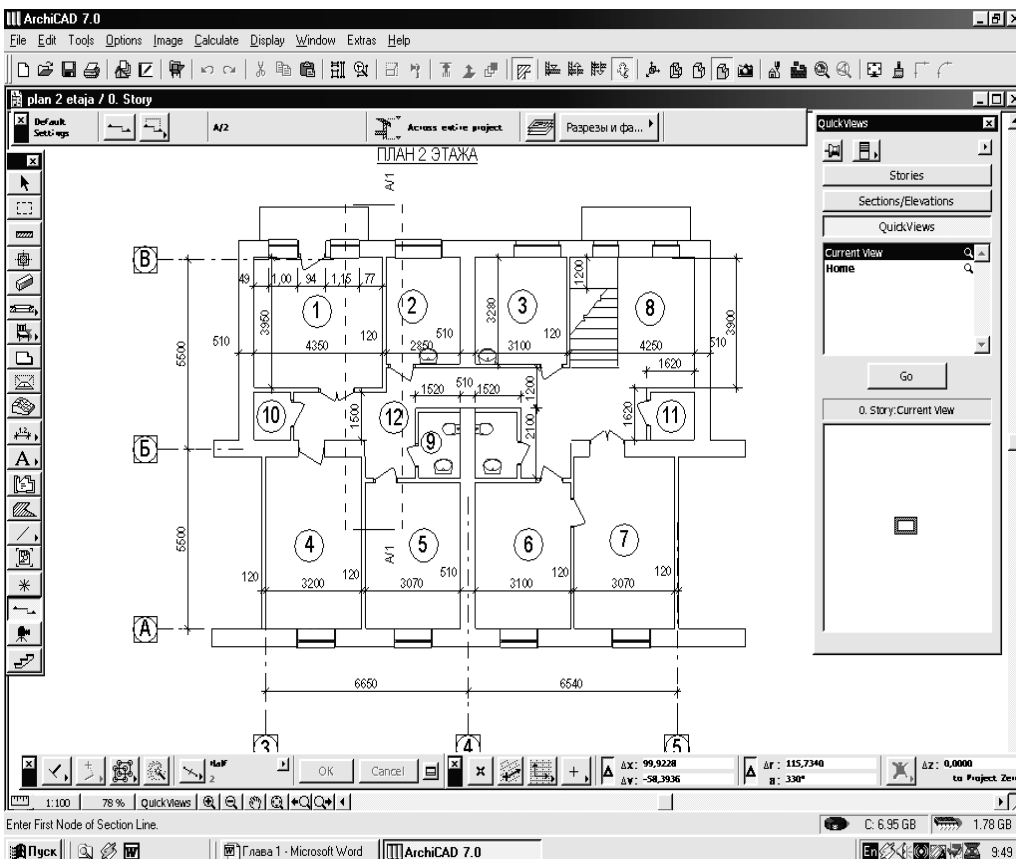 ArchiCAD 7.0
File Edit Tools Options Image Calculate Display Window Extras Help
plan 2 etaja / 0. Story
Default Settings
A/2
Across entire project
Разрезы и фа...
QuickViews
Stories
Sections/Elevations
QuickViews
Current View
Home
Go
0. Story:Current View
ПЛАН 2 ЭТАЖА
А/1
В
49 1,00 94 1,15 77
1200
1 2 3 8
3950
3280
3900
510 120 510 120 510
4350 2850 3100 4250
5500
1620
1520 510 1520
1200
10 12 11
1500
9
2100
1620
Б
5500
4 5 6 7
А/1
120 120 510 120 120
3200 3070 3100 3070
А
6650 6540
3 4 5
Half
2
OK
Cancel
Δx: 99,9228
Δy: -58,3936
Δr: 115,7340
a: 330°
Δz: 0,0000
to Project Zer
1:100 78 % QuickViews
Enter First Node of Section Line.
C: 6.95 GB 1.78 GB
Пуск
Глава 1 - Microsoft Word
ArchiCAD 7.0
En
9:49